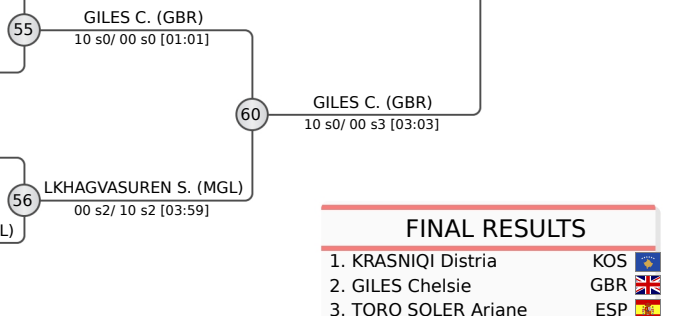 55
GILES C. (GBR)
10 s0/ 00 s0 [01:01]
60
GILES C. (GBR)
10 s0/ 00 s3 [03:03]
56
LKHAGVASUREN S. (MGL)
00 s2/ 10 s2 [03:59]
L)
FINAL RESULTS
1. KRASNIQI Distria KOS
2. GILES Chelsie GBR
3. TORO SOLER Ariane ESP